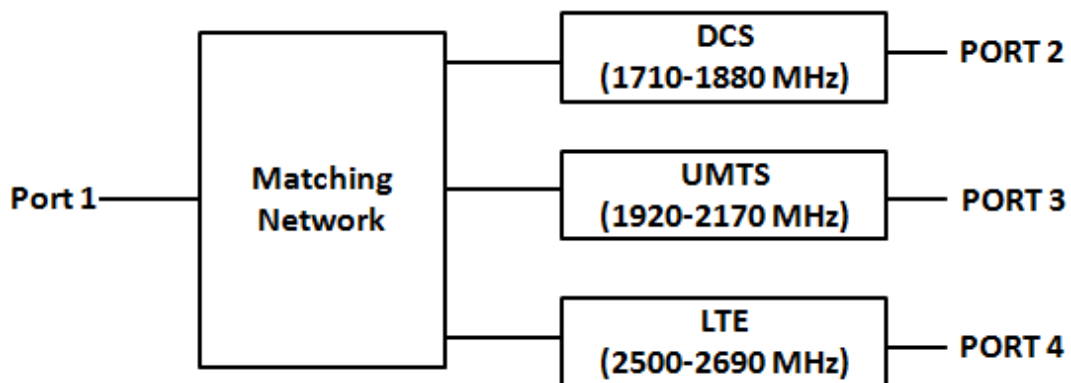 Port 1
Matching
Network
DCS
(1710-1880 MHz)
PORT 2
UMTS
(1920-2170 MHz)
PORT 3
LTE
(2500-2690 MHz)
PORT 4